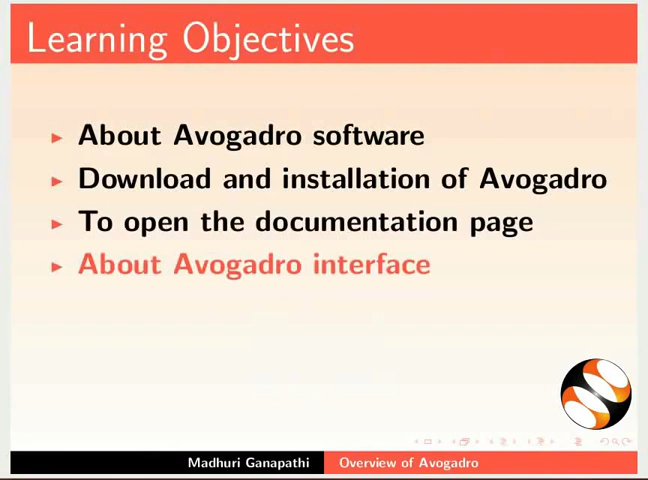 Learning Objectives
About Avogadro software
Download and installation of Avogadro
To open the documentation page
About Avogadro interface
Madhuri Ganapathi
Overview of Avogadro